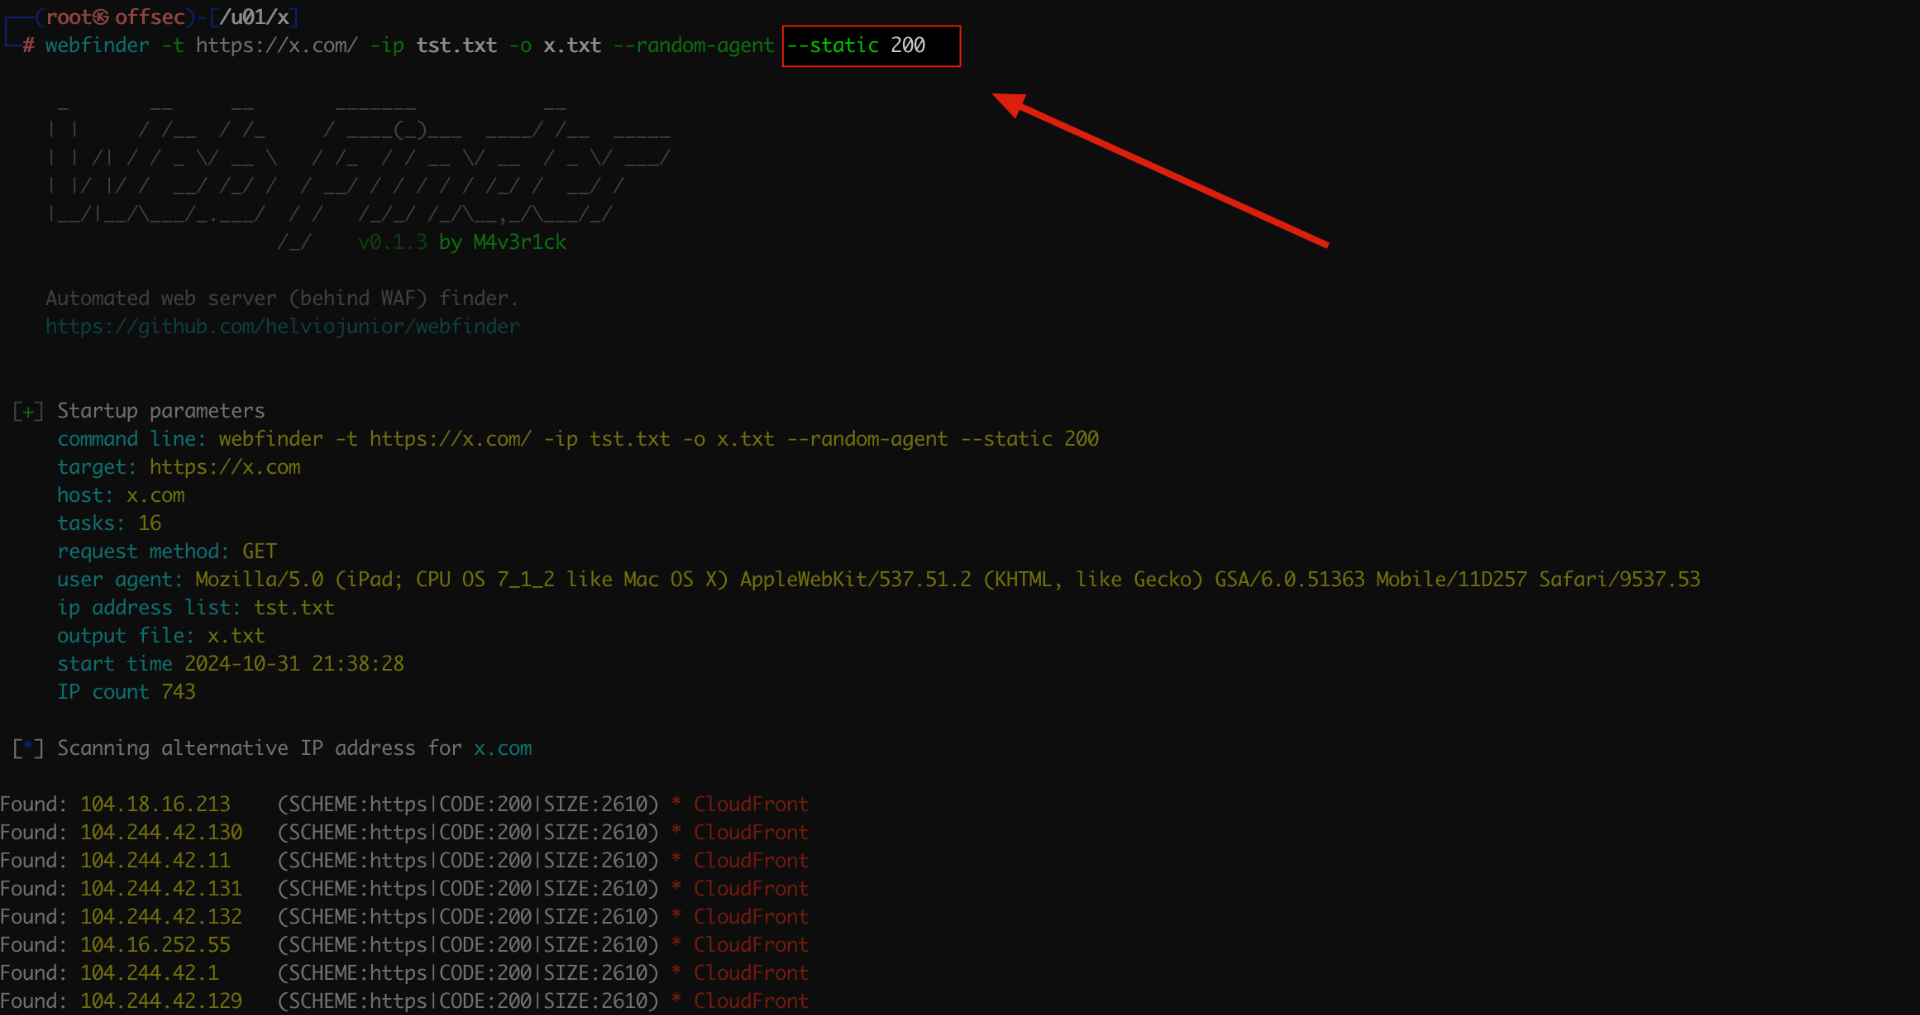 ┌──(root㉿offsec)-[/u01/x]
└─# webfinder -t https://x.com/ -ip tst.txt -o x.txt --random-agent --static 200
Web Finder
v0.1.3 by M4v3r1ck
Automated web server (behind WAF) finder.
https://github.com/helviojunior/webfinder
[+] Startup parameters
command line: webfinder -t https://x.com/ -ip tst.txt -o x.txt --random-agent --static 200
target: https://x.com
host: x.com
tasks: 16
request method: GET
user agent: Mozilla/5.0 (iPad; CPU OS 7_1_2 like Mac OS X) AppleWebKit/537.51.2 (KHTML, like Gecko) GSA/6.0.51363 Mobile/11D257 Safari/9537.53
ip address list: tst.txt
output file: x.txt
start time 2024-10-31 21:38:28
IP count 743
[*] Scanning alternative IP address for x.com
Found: 104.18.16.213 (SCHEME:https|CODE:200|SIZE:2610) * CloudFront
Found: 104.244.42.130 (SCHEME:https|CODE:200|SIZE:2610) * CloudFront
Found: 104.244.42.11 (SCHEME:https|CODE:200|SIZE:2610) * CloudFront
Found: 104.244.42.131 (SCHEME:https|CODE:200|SIZE:2610) * CloudFront
Found: 104.244.42.132 (SCHEME:https|CODE:200|SIZE:2610) * CloudFront
Found: 104.16.252.55 (SCHEME:https|CODE:200|SIZE:2610) * CloudFront
Found: 104.244.42.1 (SCHEME:https|CODE:200|SIZE:2610) * CloudFront
Found: 104.244.42.129 (SCHEME:https|CODE:200|SIZE:2610) * CloudFront